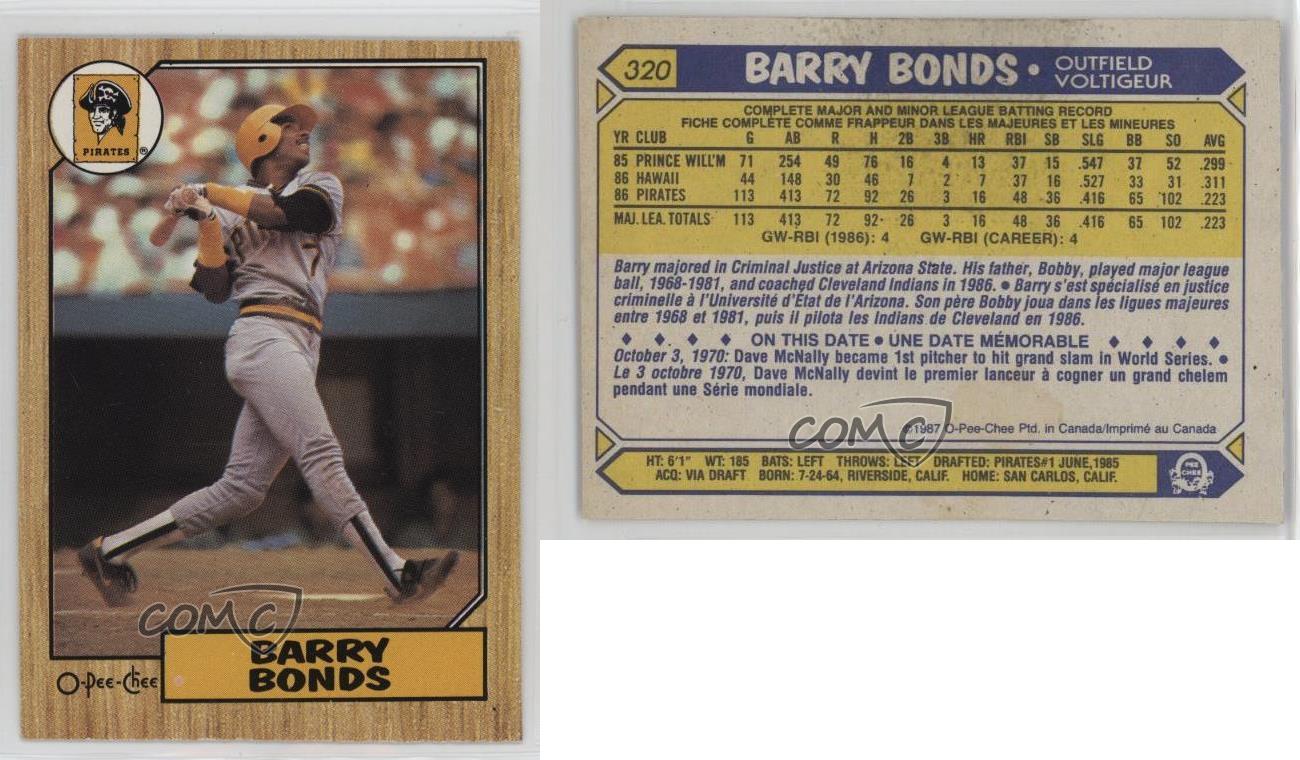 PIRATES ®
COMC
BARRY
BONDS
O-Pee-Chee
320
BARRY BONDS • OUTFIELD
VOLTIGEUR
COMPLETE MAJOR AND MINOR LEAGUE BATTING RECORD
FICHE COMPLÈTE COMME FRAPPEUR DANS LES MAJEURES ET LES MINEURES
YR CLUB G AB R H 2B 3B HR RBI SB SLG BB SO AVG
85 PRINCE WILL'M 71 254 49 76 16 4 13 37 15 .547 37 52 .299
86 HAWAII 44 148 30 46 7 2 7 37 16 .527 33 31 .311
86 PIRATES 113 413 72 92 26 3 16 48 36 .416 65 102 .223
MAJ. LEA. TOTALS 113 413 72 92 26 3 16 48 36 .416 65 102 .223
GW-RBI (1986): 4 GW-RBI (CAREER): 4
Barry majored in Criminal Justice at Arizona State. His father, Bobby, played major league
ball, 1968-1981, and coached Cleveland Indians in 1986. • Barry s'est spécialisé en justice
criminelle à l'Université d'État de l'Arizona. Son père Bobby joua dans les ligues majeures
entre 1968 et 1981, puis il pilota les Indians de Cleveland en 1986.
♦ ♦ ♦ ♦ ON THIS DATE • UNE DATE MÉMORABLE ♦ ♦ ♦ ♦
October 3, 1970: Dave McNally became 1st pitcher to hit grand slam in World Series. •
Le 3 octobre 1970, Dave McNally devint le premier lanceur à cogner un grand chelem
pendant une Série mondiale.
COMC
©1987 O-Pee-Chee Ptd. in Canada/Imprimé au Canada
HT: 6'1" WT: 185 BATS: LEFT THROWS: LEFT DRAFTED: PIRATES#1 JUNE,1985
ACQ: VIA DRAFT BORN: 7-24-64, RIVERSIDE, CALIF. HOME: SAN CARLOS, CALIF.
PEE
CHEE